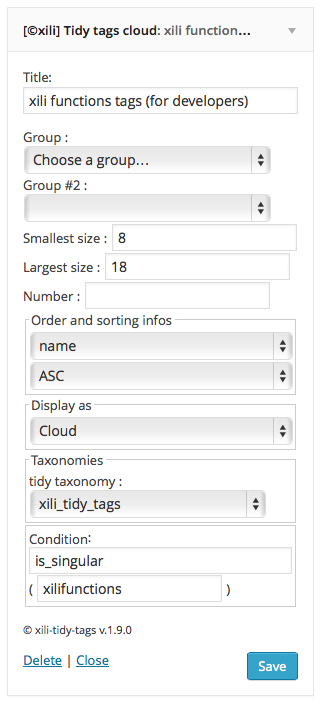 [©xili] Tidy tags cloud: xili function...
Title:
xili functions tags (for developers)
Group :
Choose a group...
Group #2 :
Smallest size : 8
Largest size : 18
Number :
Order and sorting infos
name
ASC
Display as
Cloud
Taxonomies
tidy taxonomy :
xili_tidy_tags
Condition:
is_singular
( xilifunctions )
© xili-tidy-tags v.1.9.0
Delete | Close Save